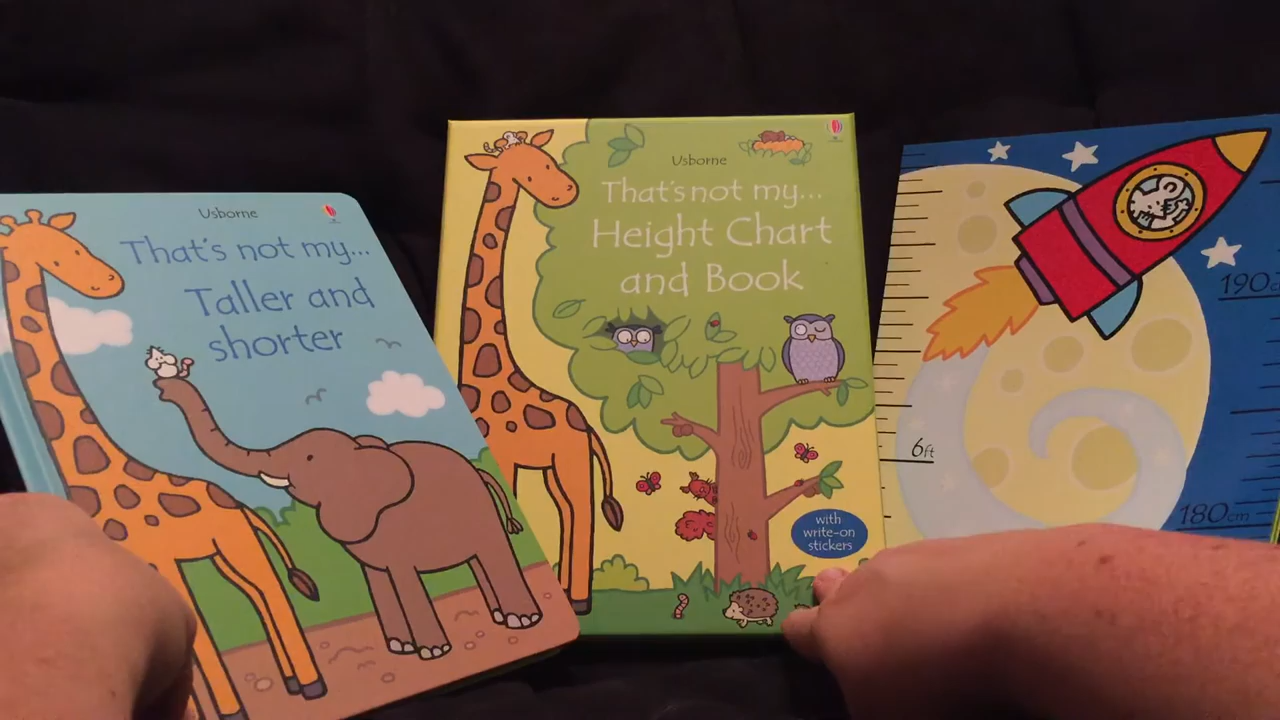 Usborne
That's not my...
Taller and
shorter
Usborne
That's not my...
Height Chart
and Book
with
write-on
stickers
190
6ft
180cm